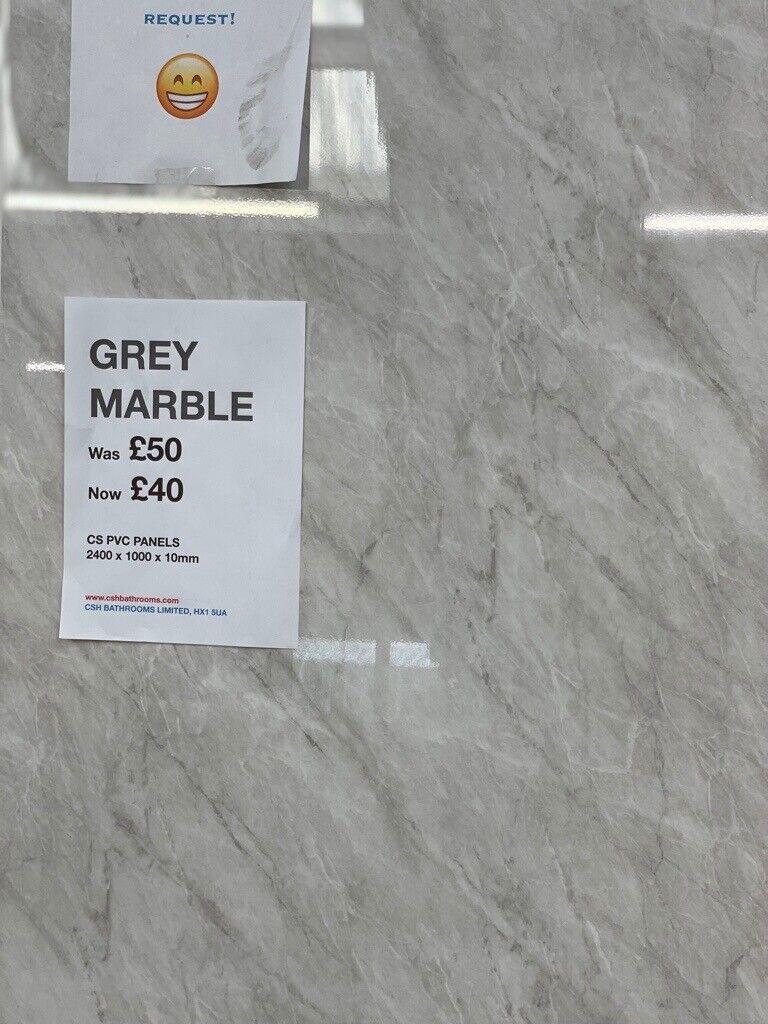 REQUEST!
GREY
MARBLE
Was £50
Now £40
CS PVC PANELS
2400 x 1000 x 10mm
www.cshbathrooms.com
CSH BATHROOMS LIMITED, HX1 5UA